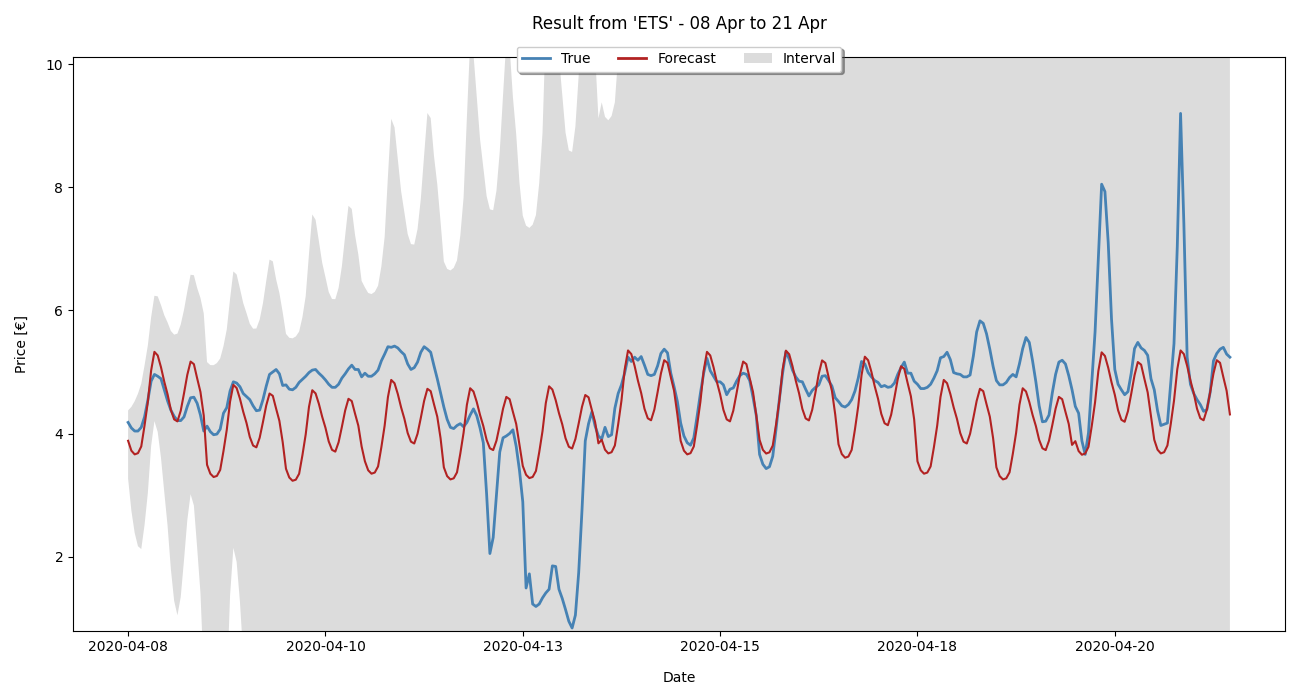 Result from 'ETS' - 08 Apr to 21 Apr
True Forecast Interval
10
8
6
4
2
Price [€]
2020-04-08 2020-04-10 2020-04-13 2020-04-15 2020-04-18 2020-04-20
Date